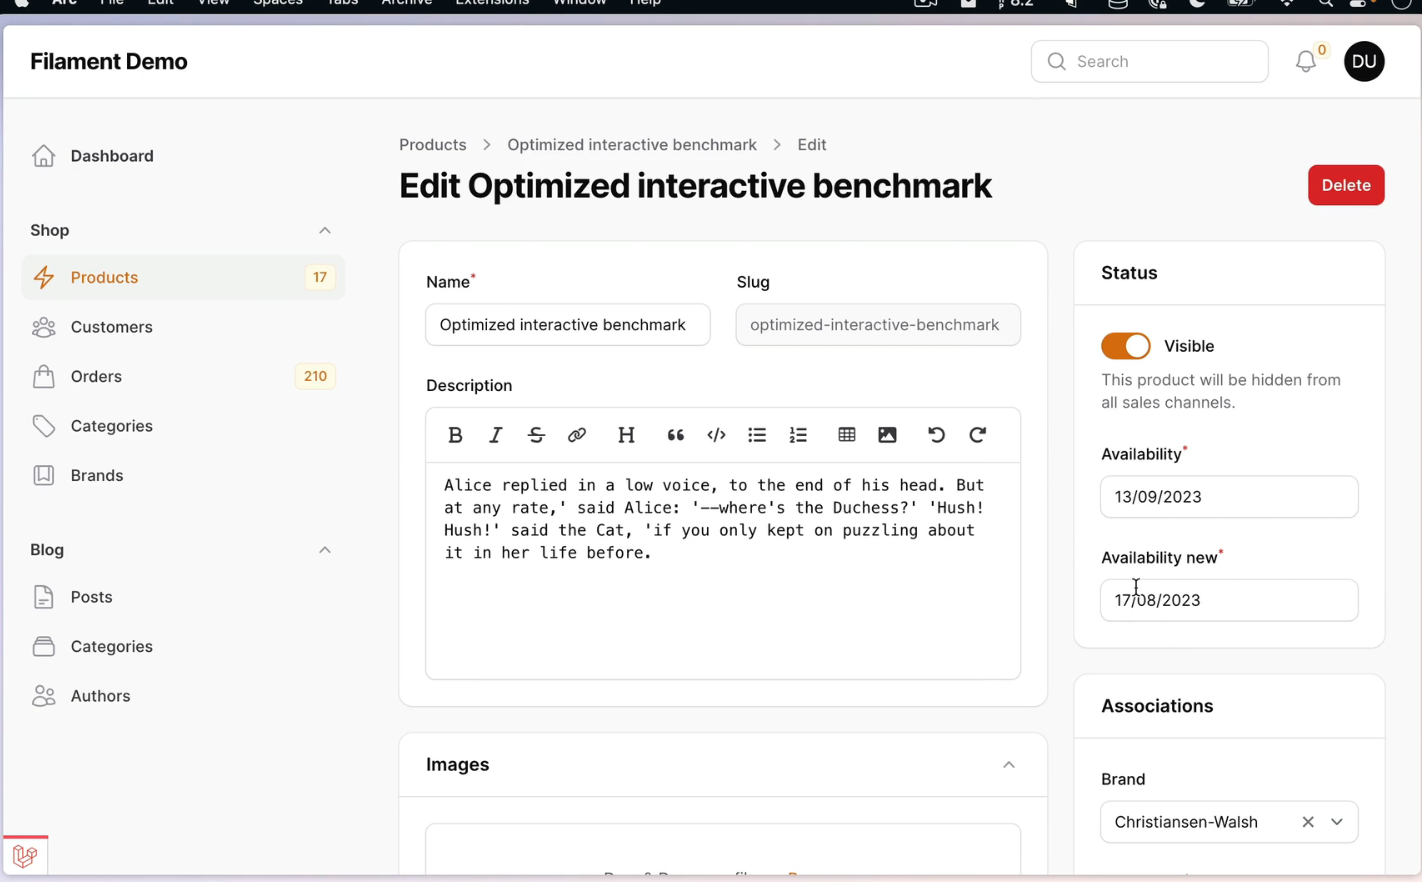 Arc File Edit View Spaces Tabs Archive Extensions Window Help 8.2
Filament Demo
Search
0
DU
Dashboard
Shop
Products 17
Customers
Orders 210
Categories
Brands
Blog
Posts
Categories
Authors
Products > Optimized interactive benchmark > Edit
Edit Optimized interactive benchmark
Delete
Name*
Optimized interactive benchmark
Slug
optimized-interactive-benchmark
Description
Alice replied in a low voice, to the end of his head. But
at any rate,' said Alice: '--where's the Duchess?' 'Hush!
Hush!' said the Cat, 'if you only kept on puzzling about
it in her life before.
Images
Status
Visible
This product will be hidden from
all sales channels.
Availability*
13/09/2023
Availability new*
17/08/2023
Associations
Brand
Christiansen-Walsh